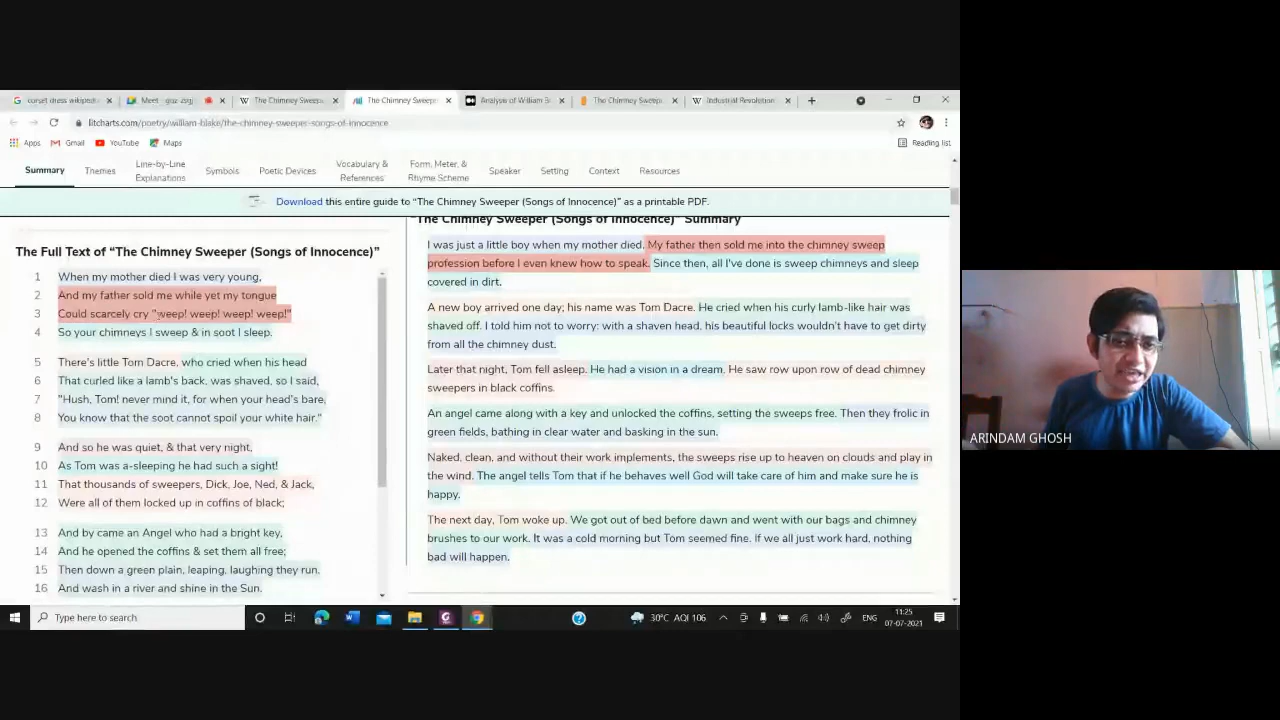 corset dress wikipedi
Meet - goz-zsgj
The Chimney Sweepe
The Chimney Sweeper
Analysis of William B
The Chimney Sweepe
Industrial Revolution
litcharts.com/poetry/william-blake/the-chimney-sweeper-songs-of-innocence
Apps Gmail YouTube Maps Reading list
Summary Themes Line-by-Line Explanations Symbols Poetic Devices Vocabulary & References Form, Meter, & Rhyme Scheme Speaker Setting Context Resources
Download this entire guide to “The Chimney Sweeper (Songs of Innocence)” as a printable PDF.
The Full Text of “The Chimney Sweeper (Songs of Innocence)”
1 When my mother died I was very young,
2 And my father sold me while yet my tongue
3 Could scarcely cry "'weep! weep! weep! weep!"
4 So your chimneys I sweep & in soot I sleep.
5 There's little Tom Dacre, who cried when his head
6 That curled like a lamb's back, was shaved, so I said,
7 "Hush, Tom! never mind it, for when your head's bare,
8 You know that the soot cannot spoil your white hair."
9 And so he was quiet, & that very night,
10 As Tom was a-sleeping he had such a sight!
11 That thousands of sweepers, Dick, Joe, Ned, & Jack,
12 Were all of them locked up in coffins of black;
13 And by came an Angel who had a bright key,
14 And he opened the coffins & set them all free;
15 Then down a green plain, leaping, laughing they run,
16 And wash in a river and shine in the Sun.
“The Chimney Sweeper (Songs of Innocence)” Summary
I was just a little boy when my mother died. My father then sold me into the chimney sweep
profession before I even knew how to speak. Since then, all I've done is sweep chimneys and sleep
covered in dirt.
A new boy arrived one day; his name was Tom Dacre. He cried when his curly lamb-like hair was
shaved off. I told him not to worry: with a shaven head, his beautiful locks wouldn't have to get dirty
from all the chimney dust.
Later that night, Tom fell asleep. He had a vision in a dream. He saw row upon row of dead chimney
sweepers in black coffins.
An angel came along with a key and unlocked the coffins, setting the sweeps free. Then they frolic in
green fields, bathing in clear water and basking in the sun.
Naked, clean, and without their work implements, the sweeps rise up to heaven on clouds and play in
the wind. The angel tells Tom that if he behaves well God will take care of him and make sure he is
happy.
The next day, Tom woke up. We got out of bed before dawn and went with our bags and chimney
brushes to our work. It was a cold morning but Tom seemed fine. If we all just work hard, nothing
bad will happen.
ARINDAM GHOSH
Type here to search
30°C AQI 106
ENG
11:25
07-07-2021